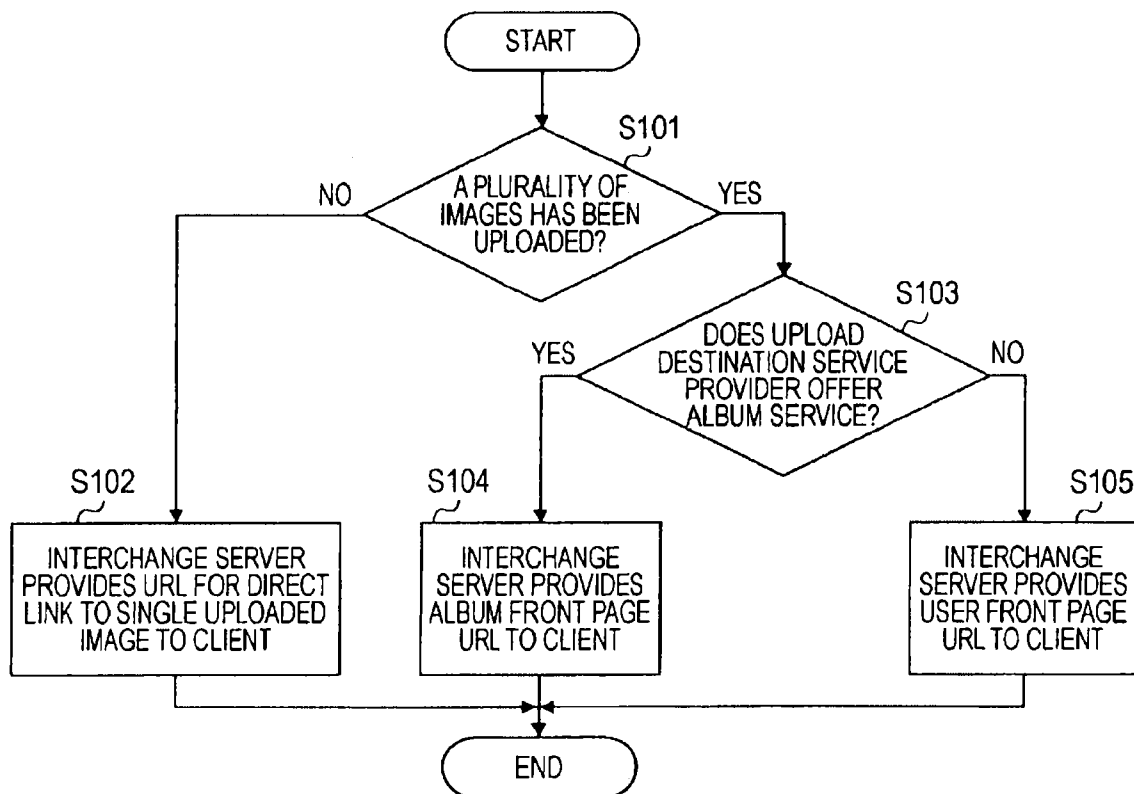 START
S101
A PLURALITY OF
IMAGES HAS BEEN
UPLOADED?
NO
YES
S103
DOES UPLOAD
DESTINATION SERVICE
PROVIDER OFFER
ALBUM SERVICE?
YES
NO
S102
INTERCHANGE SERVER
PROVIDES URL FOR DIRECT
LINK TO SINGLE UPLOADED
IMAGE TO CLIENT
S104
INTERCHANGE
SERVER PROVIDES
ALBUM FRONT PAGE
URL TO CLIENT
S105
INTERCHANGE
SERVER PROVIDES
USER FRONT PAGE
URL TO CLIENT
END